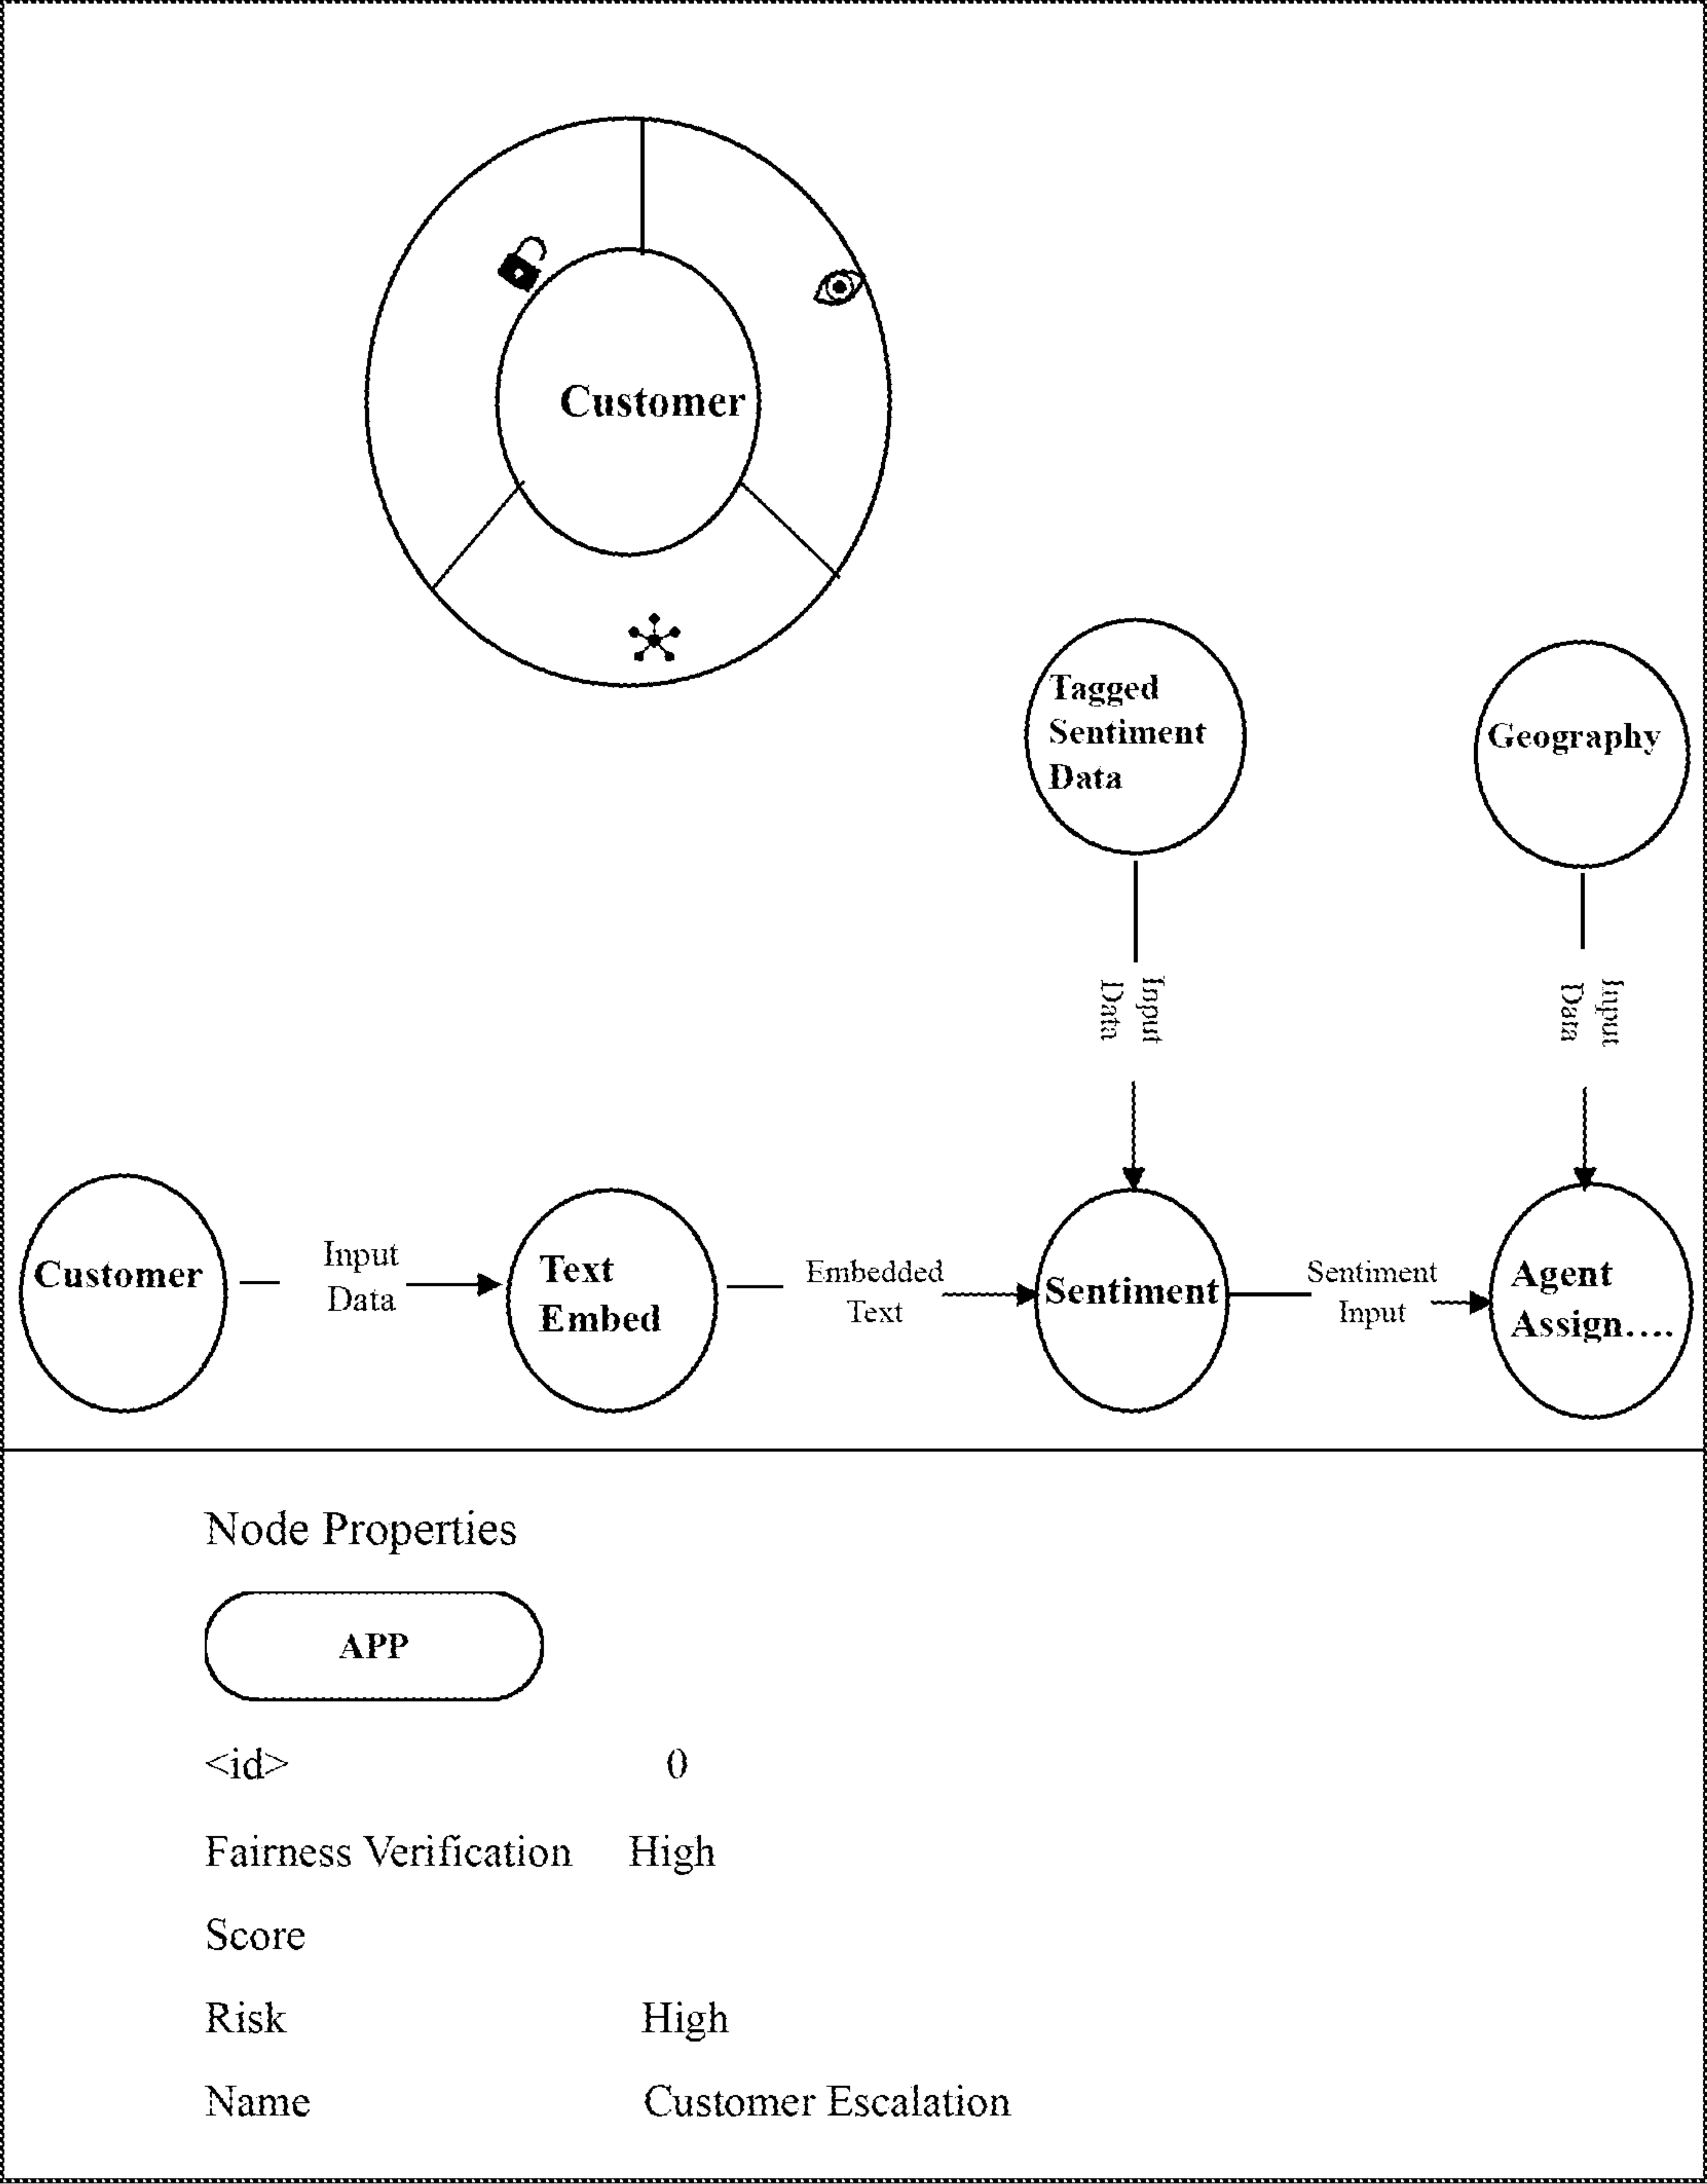 Customer
Tagged
Sentiment
Data
Geography
Input
Data
Input
Data
Customer
Input
Data
Text
Embed
Embedded
Text
Sentiment
Sentiment
Input
Agent
Assign....
Node Properties
APP
<id> 0
Fairness Verification High
Score
Risk High
Name Customer Escalation